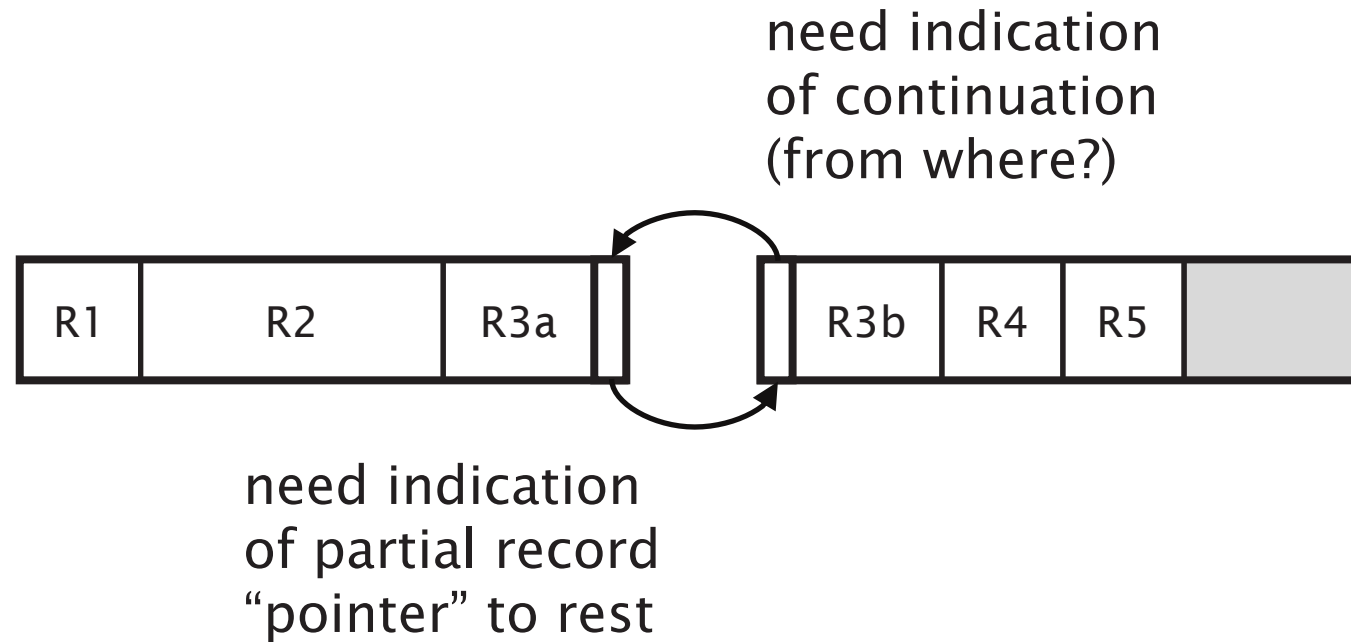 need indication
of continuation
(from where?)
R1 R2 R3a R3b R4 R5
need indication
of partial record
“pointer” to rest